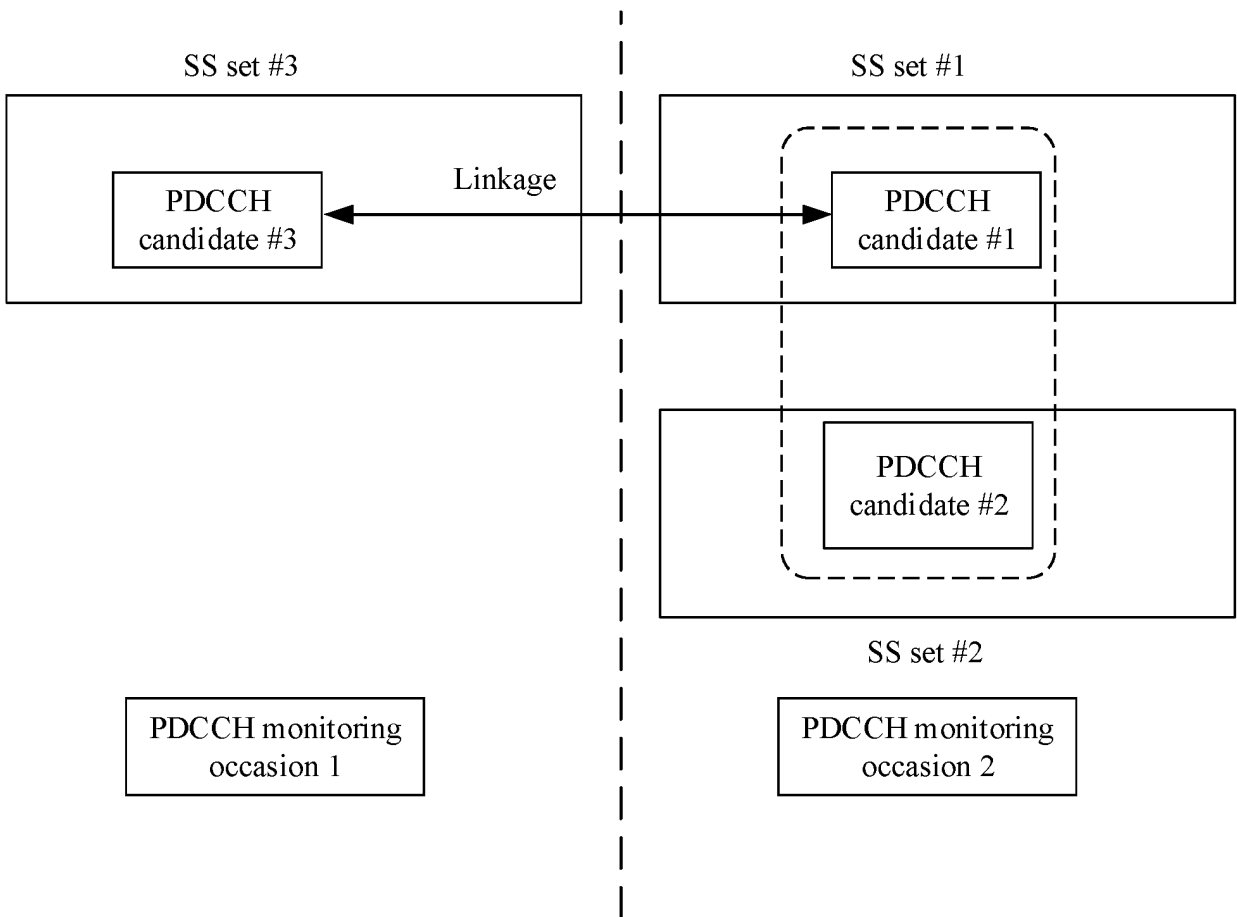 SS set #3
SS set #1
Linkage
PDCCH
candidate #3
PDCCH
candidate #1
PDCCH
candidate #2
SS set #2
PDCCH monitoring
occasion 1
PDCCH monitoring
occasion 2